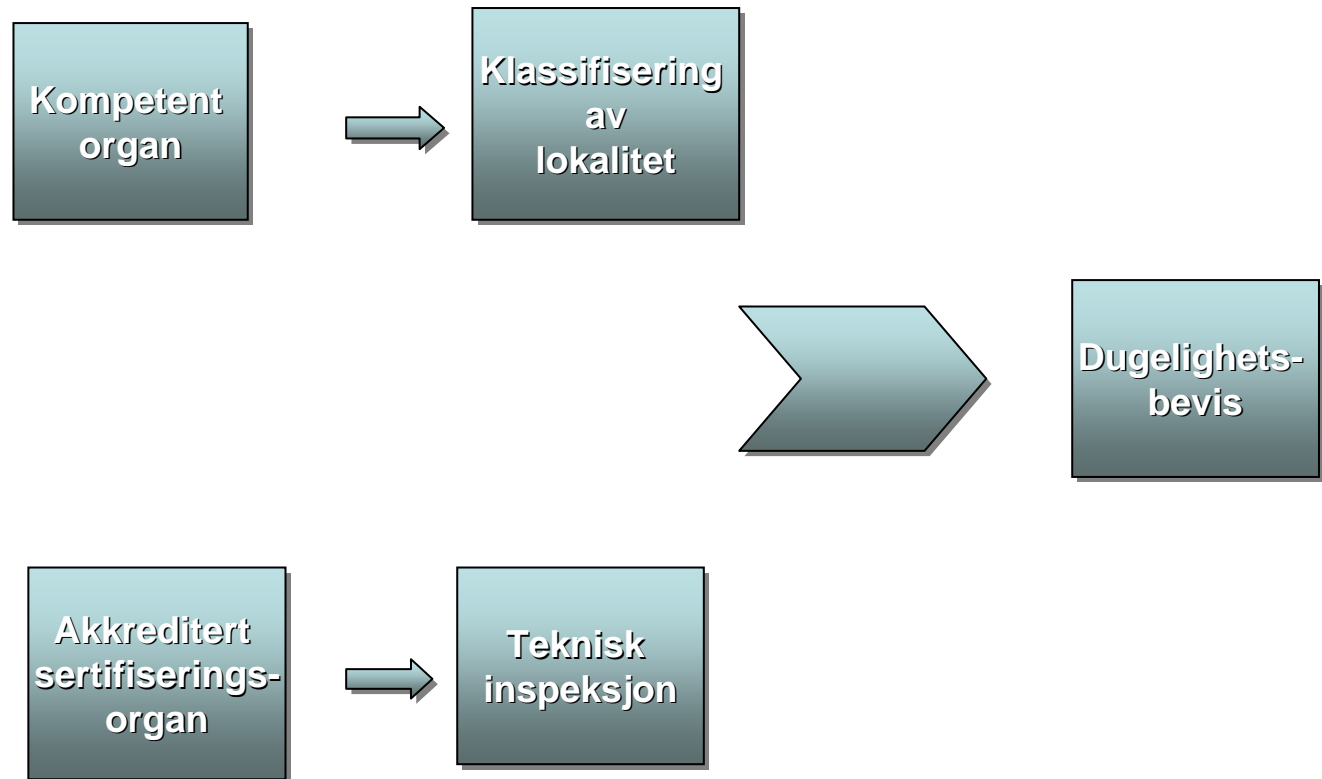 Kompetent
organ
Klassifisering
av
lokalitet
Dugelighets-
bevis
Akkreditert
sertifiserings-
organ
Teknisk
inspeksjon